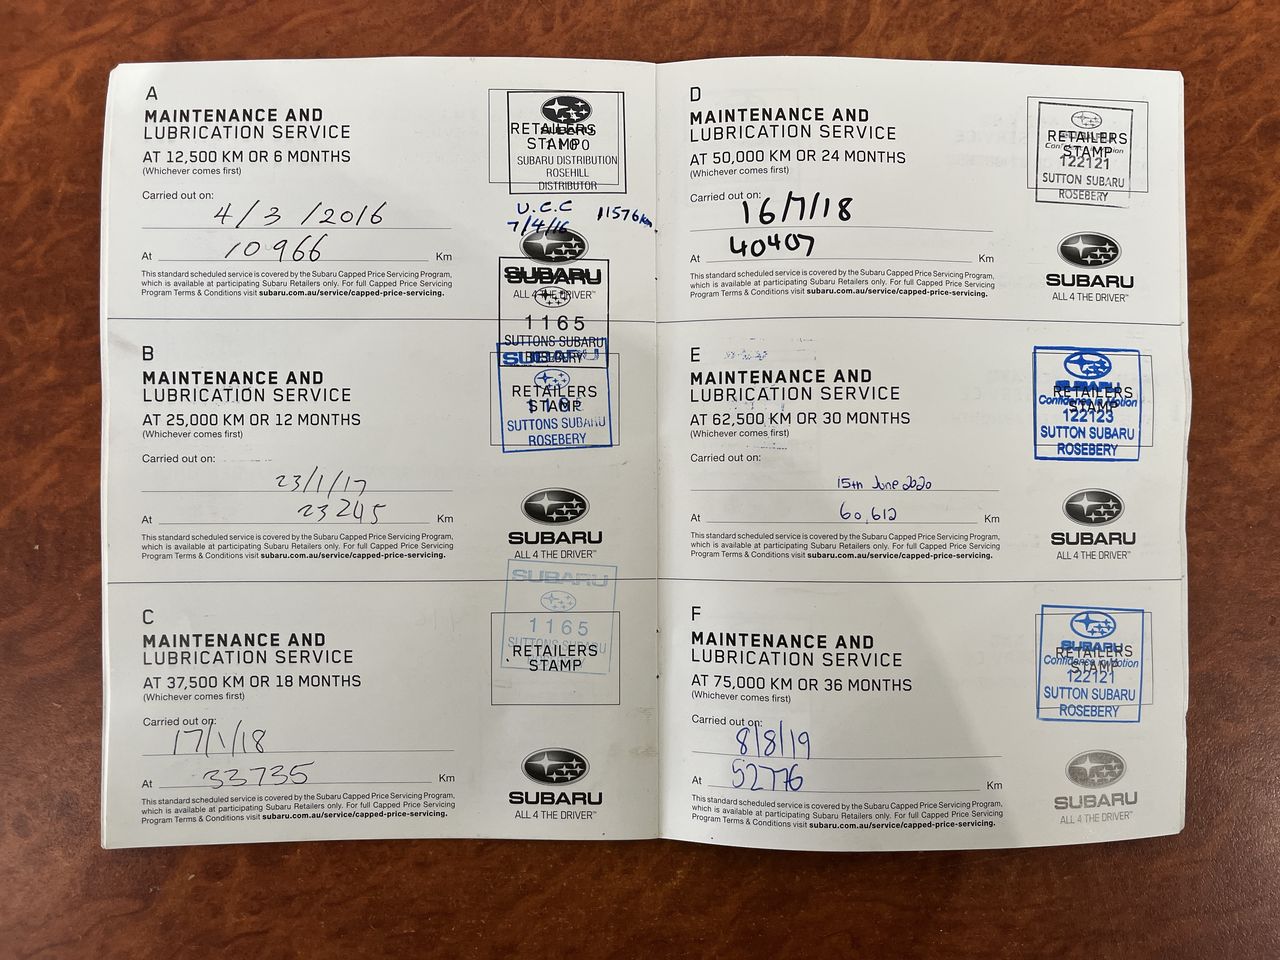 A
MAINTENANCE AND
LUBRICATION SERVICE
AT 12,500 KM OR 6 MONTHS
(Whichever comes first)
Carried out on:
4/3/2016
At 10966 Km
This standard scheduled service is covered by the Subaru Capped Price Servicing Program,
which is available at participating Subaru Retailers only. For full Capped Price Servicing
Program Terms & Conditions visit subaru.com.au/service/capped-price-servicing.
RETAILERS
STAMP
SUBARU DISTRIBUTION
ROSEHILL
DISTRIBUTOR
U.C.C 11576km
7/4/16
SUBARU
ALL 4 THE DRIVER™
1165
SUTTONS SUBARU
ROSEBERY
B
MAINTENANCE AND
LUBRICATION SERVICE
AT 25,000 KM OR 12 MONTHS
(Whichever comes first)
Carried out on:
23/1/17
At 23245 Km
This standard scheduled service is covered by the Subaru Capped Price Servicing Program,
which is available at participating Subaru Retailers only. For full Capped Price Servicing
Program Terms & Conditions visit subaru.com.au/service/capped-price-servicing.
SUBARU
RETAILERS
STAMP
SUTTONS SUBARU
ROSEBERY
SUBARU
ALL 4 THE DRIVER™
C
MAINTENANCE AND
LUBRICATION SERVICE
AT 37,500 KM OR 18 MONTHS
(Whichever comes first)
Carried out on:
17/1/18
At 33735 Km
This standard scheduled service is covered by the Subaru Capped Price Servicing Program,
which is available at participating Subaru Retailers only. For full Capped Price Servicing
Program Terms & Conditions visit subaru.com.au/service/capped-price-servicing.
SUBARU
1165
SUTTONS SUBARU
RETAILERS
STAMP
SUBARU
ALL 4 THE DRIVER™
D
MAINTENANCE AND
LUBRICATION SERVICE
AT 50,000 KM OR 24 MONTHS
(Whichever comes first)
Carried out on:
16/7/18
At 40407 Km
This standard scheduled service is covered by the Subaru Capped Price Servicing Program,
which is available at participating Subaru Retailers only. For full Capped Price Servicing
Program Terms & Conditions visit subaru.com.au/service/capped-price-servicing.
RETAILERS
STAMP
122121
SUTTON SUBARU
ROSEBERY
SUBARU
ALL 4 THE DRIVER™
E
MAINTENANCE AND
LUBRICATION SERVICE
AT 62,500 KM OR 30 MONTHS
(Whichever comes first)
Carried out on:
15th June 2020
At 60,612 Km
This standard scheduled service is covered by the Subaru Capped Price Servicing Program,
which is available at participating Subaru Retailers only. For full Capped Price Servicing
Program Terms & Conditions visit subaru.com.au/service/capped-price-servicing.
SUBARU
RETAILERS
STAMP
Confidence in Motion
122123
SUTTON SUBARU
ROSEBERY
SUBARU
ALL 4 THE DRIVER™
F
MAINTENANCE AND
LUBRICATION SERVICE
AT 75,000 KM OR 36 MONTHS
(Whichever comes first)
Carried out on:
8/8/19
At 52776 Km
This standard scheduled service is covered by the Subaru Capped Price Servicing Program,
which is available at participating Subaru Retailers only. For full Capped Price Servicing
Program Terms & Conditions visit subaru.com.au/service/capped-price-servicing.
SUBARU
RETAILERS
STAMP
Confidence in Motion
122121
SUTTON SUBARU
ROSEBERY
SUBARU
ALL 4 THE DRIVER™